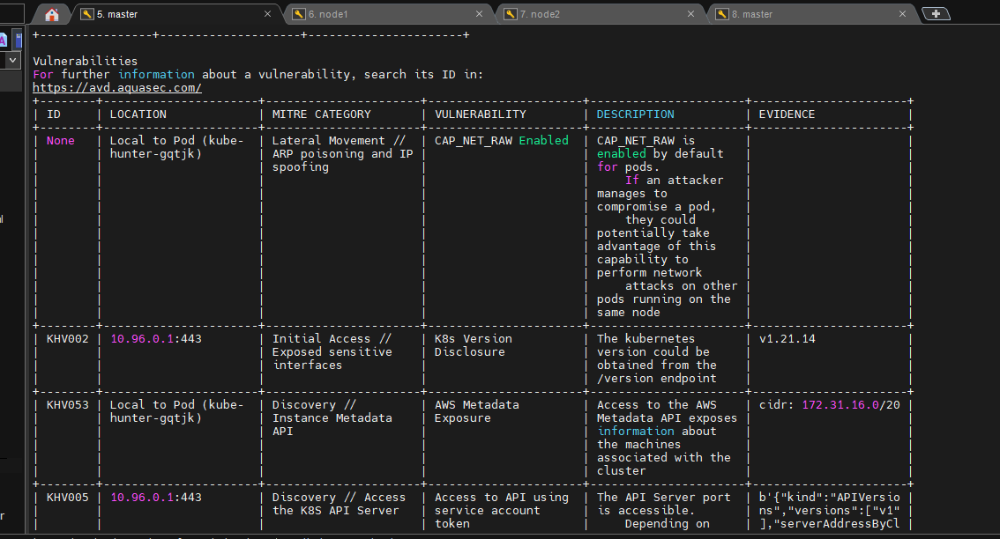 5. master
6. node1
7. node2
8. master
+----------------+--------------------+----------------------+
Vulnerabilities
For further information about a vulnerability, search its ID in:
https://avd.aquasec.com/
+--------+----------------------+----------------------+----------------------+----------------------+----------------------+
| ID     | LOCATION             | MITRE CATEGORY       | VULNERABILITY        | DESCRIPTION          | EVIDENCE             |
+--------+----------------------+----------------------+----------------------+----------------------+----------------------+
| None   | Local to Pod (kube-  | Lateral Movement //  | CAP_NET_RAW Enabled  | CAP_NET_RAW is       |                      |
|        | hunter-gqtjk)        | ARP poisoning and IP |                      | enabled by default   |                      |
|        |                      | spoofing             |                      | for pods.            |                      |
|        |                      |                      |                      |     If an attacker   |                      |
|        |                      |                      |                      | manages to           |                      |
|        |                      |                      |                      | compromise a pod,    |                      |
|        |                      |                      |                      |     they could       |                      |
|        |                      |                      |                      | potentially take     |                      |
|        |                      |                      |                      | advantage of this    |                      |
|        |                      |                      |                      | capability to        |                      |
|        |                      |                      |                      | perform network      |                      |
|        |                      |                      |                      |     attacks on other |                      |
|        |                      |                      |                      | pods running on the  |                      |
|        |                      |                      |                      | same node            |                      |
+--------+----------------------+----------------------+----------------------+----------------------+----------------------+
| KHV002 | 10.96.0.1:443        | Initial Access //    | K8s Version          | The kubernetes       | v1.21.14             |
|        |                      | Exposed sensitive    | Disclosure           | version could be     |                      |
|        |                      | interfaces           |                      | obtained from the    |                      |
|        |                      |                      |                      | /version endpoint    |                      |
+--------+----------------------+----------------------+----------------------+----------------------+----------------------+
| KHV053 | Local to Pod (kube-  | Discovery //         | AWS Metadata         | Access to the AWS    | cidr: 172.31.16.0/20 |
|        | hunter-gqtjk)        | Instance Metadata    | Exposure             | Metadata API exposes |                      |
|        |                      | API                  |                      | information about    |                      |
|        |                      |                      |                      | the machines         |                      |
|        |                      |                      |                      | associated with the  |                      |
|        |                      |                      |                      | cluster              |                      |
+--------+----------------------+----------------------+----------------------+----------------------+----------------------+
| KHV005 | 10.96.0.1:443        | Discovery // Access  | Access to API using  | The API Server port  | b'{"kind":"APIVersio |
|        |                      | the K8S API Server   | service account      | is accessible.       | ns","versions":["v1" |
|        |                      |                      | token                |     Depending on     | ],"serverAddressByCl |